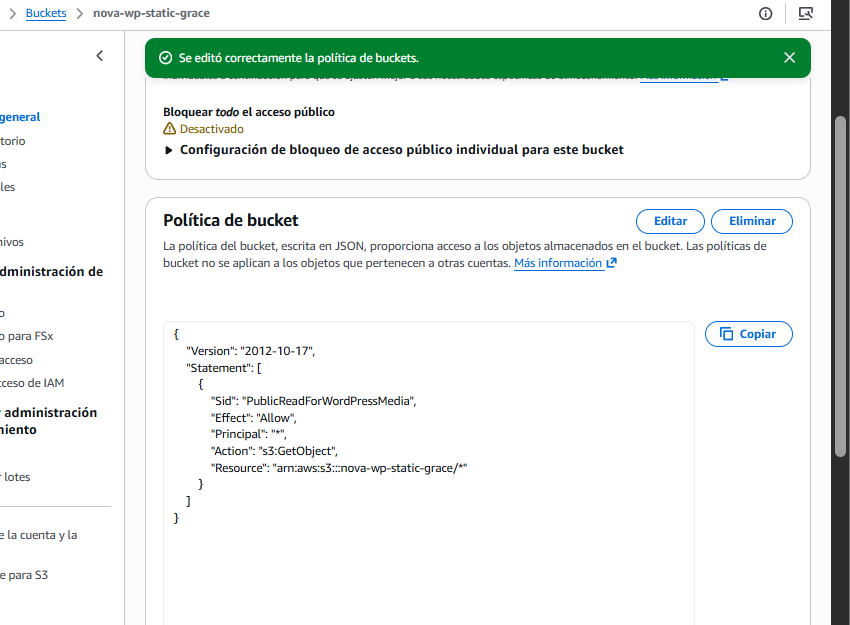 Buckets
nova-wp-static-grace
Se editó correctamente la política de buckets.
Bloquear todo el acceso público
Desactivado
Configuración de bloqueo de acceso público individual para este bucket
general
torio
s
les
ivos
dministración de
o
o para FSx
acceso
cceso de IAM
y administración
miento
r lotes
e la cuenta y la
e para S3
Política de bucket
Editar
Eliminar
La política del bucket, escrita en JSON, proporciona acceso a los objetos almacenados en el bucket. Las políticas de
bucket no se aplican a los objetos que pertenecen a otras cuentas. Más información
Copiar
{
"Version": "2012-10-17",
"Statement": [
{
"Sid": "PublicReadForWordPressMedia",
"Effect": "Allow",
"Principal": "*",
"Action": "s3:GetObject",
"Resource": "arn:aws:s3:::nova-wp-static-grace/*"
}
]
}